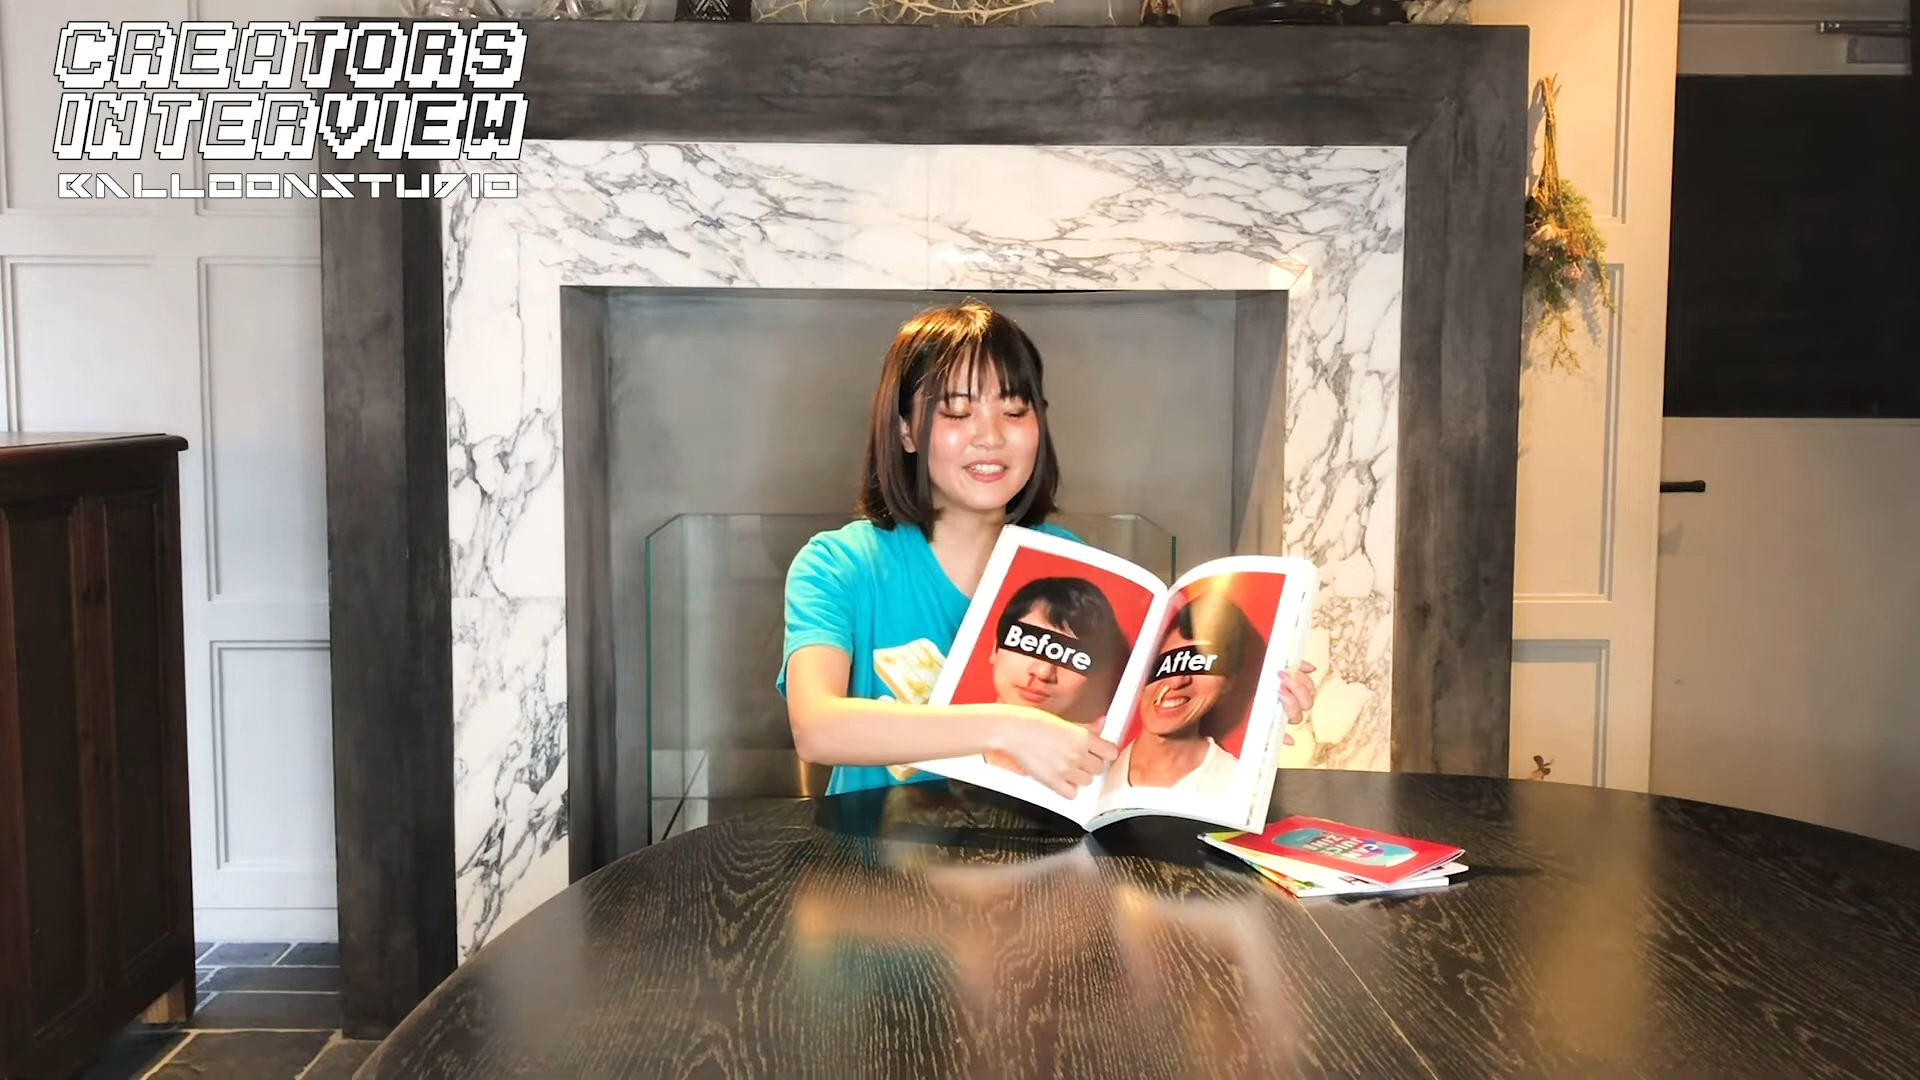 CREATORS
INTERVIEW
BALLOONSTUDIO
Before
After